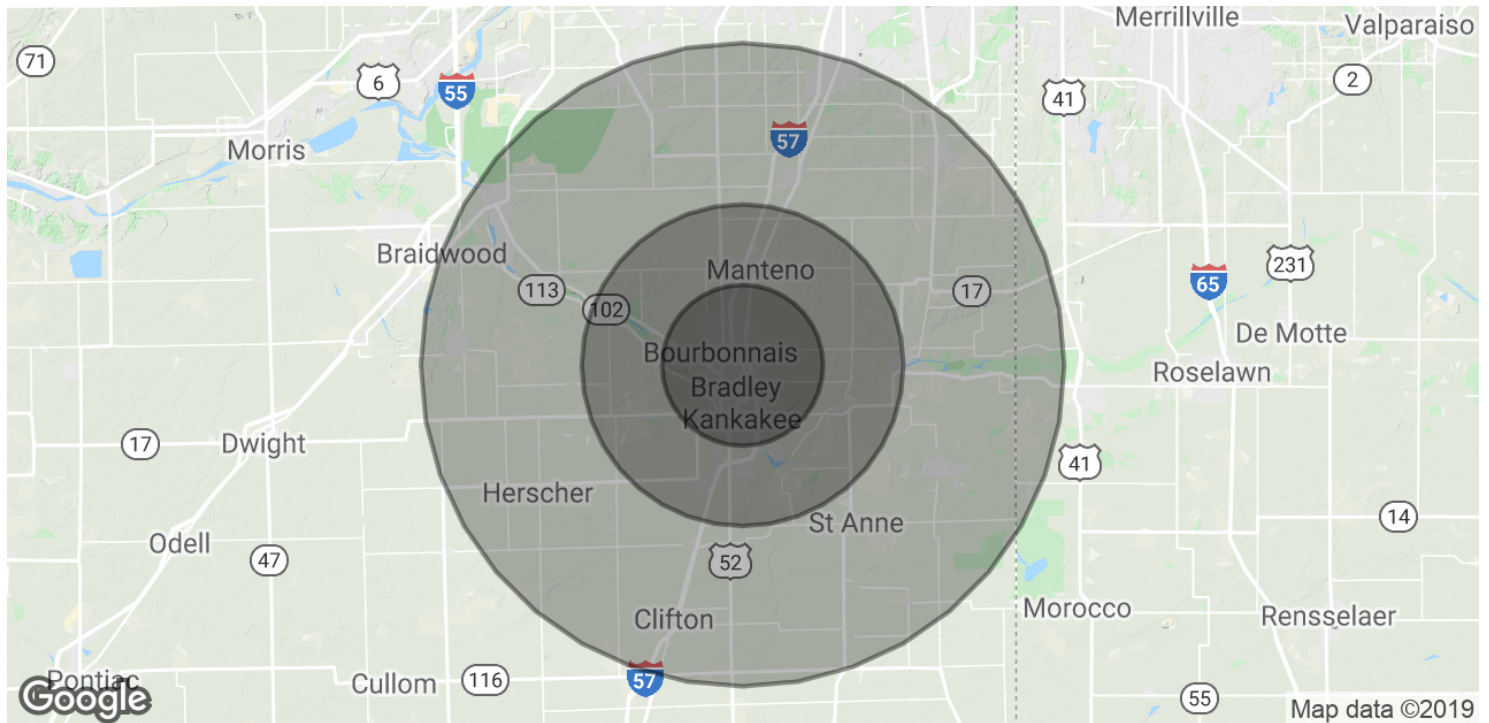 Merrillville
Valparaiso
71
6
55
41
2
57
Morris
Braidwood
Manteno
113
102
17
65
231
De Motte
Bourbonnais
Roselawn
Bradley
Kankakee
17
Dwight
41
Herscher
St Anne
14
Odell
47
52
Clifton
Morocco
Rensselaer
Pontiac
Cullom
116
57
55
Google
Map data ©2019